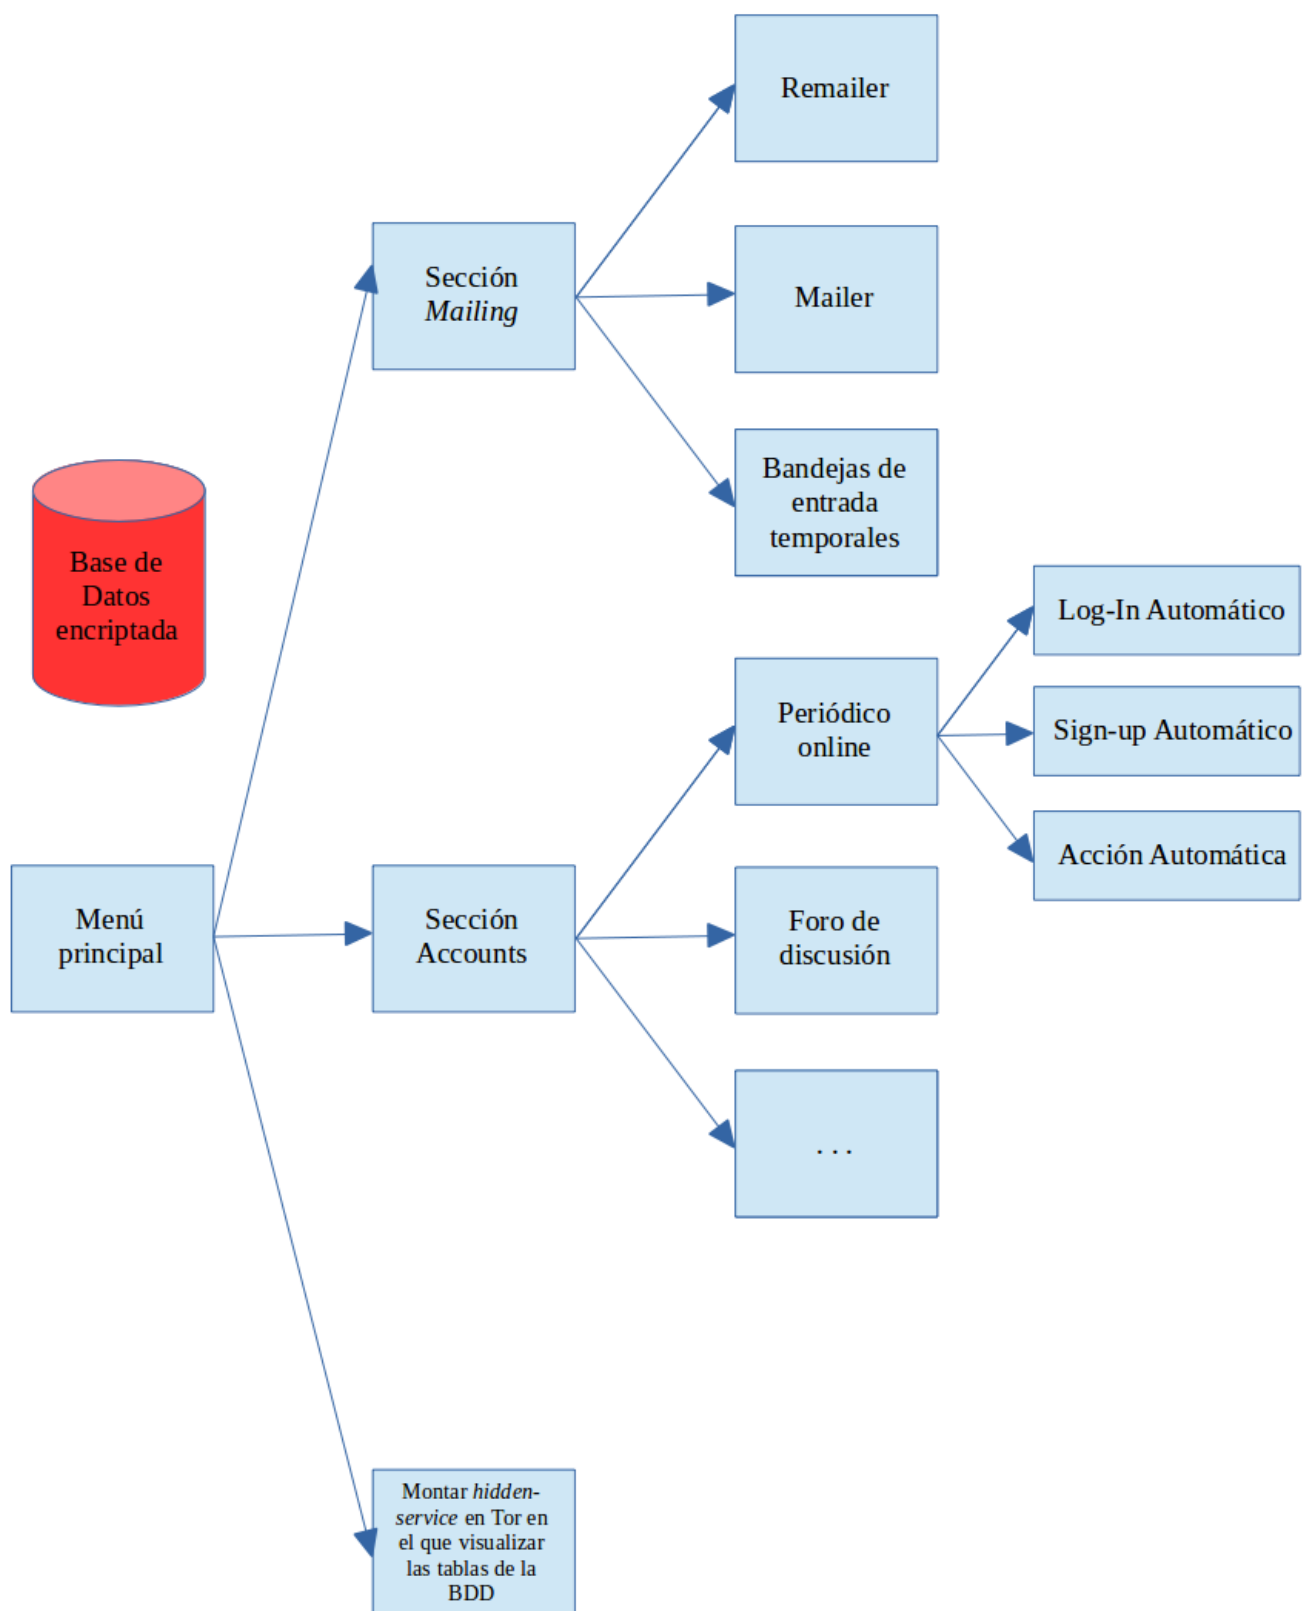 Remailer
Sección
Mailing
Mailer
Bandejas de
entrada
temporales
Base de
Datos
encriptada
Log-In Automático
Periódico
online
Sign-up Automático
Acción Automática
Menú
principal
Sección
Accounts
Foro de
discusión
. . .
Montar hidden-
service en Tor en
el que visualizar
las tablas de la
BDD